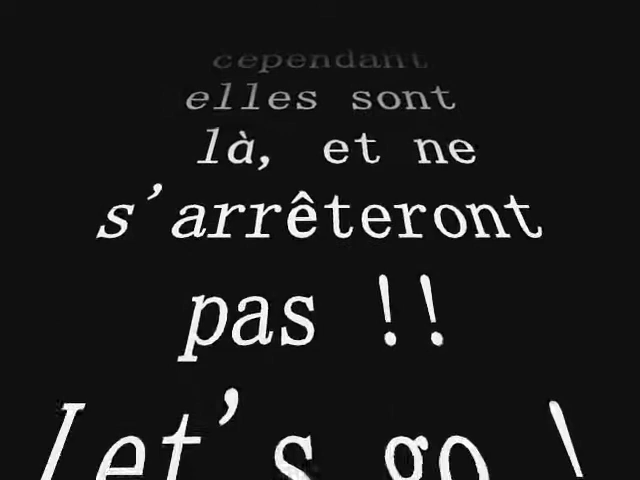 cependant
elles sont
là, et ne
s'arrêteront
pas !!
Let's go !